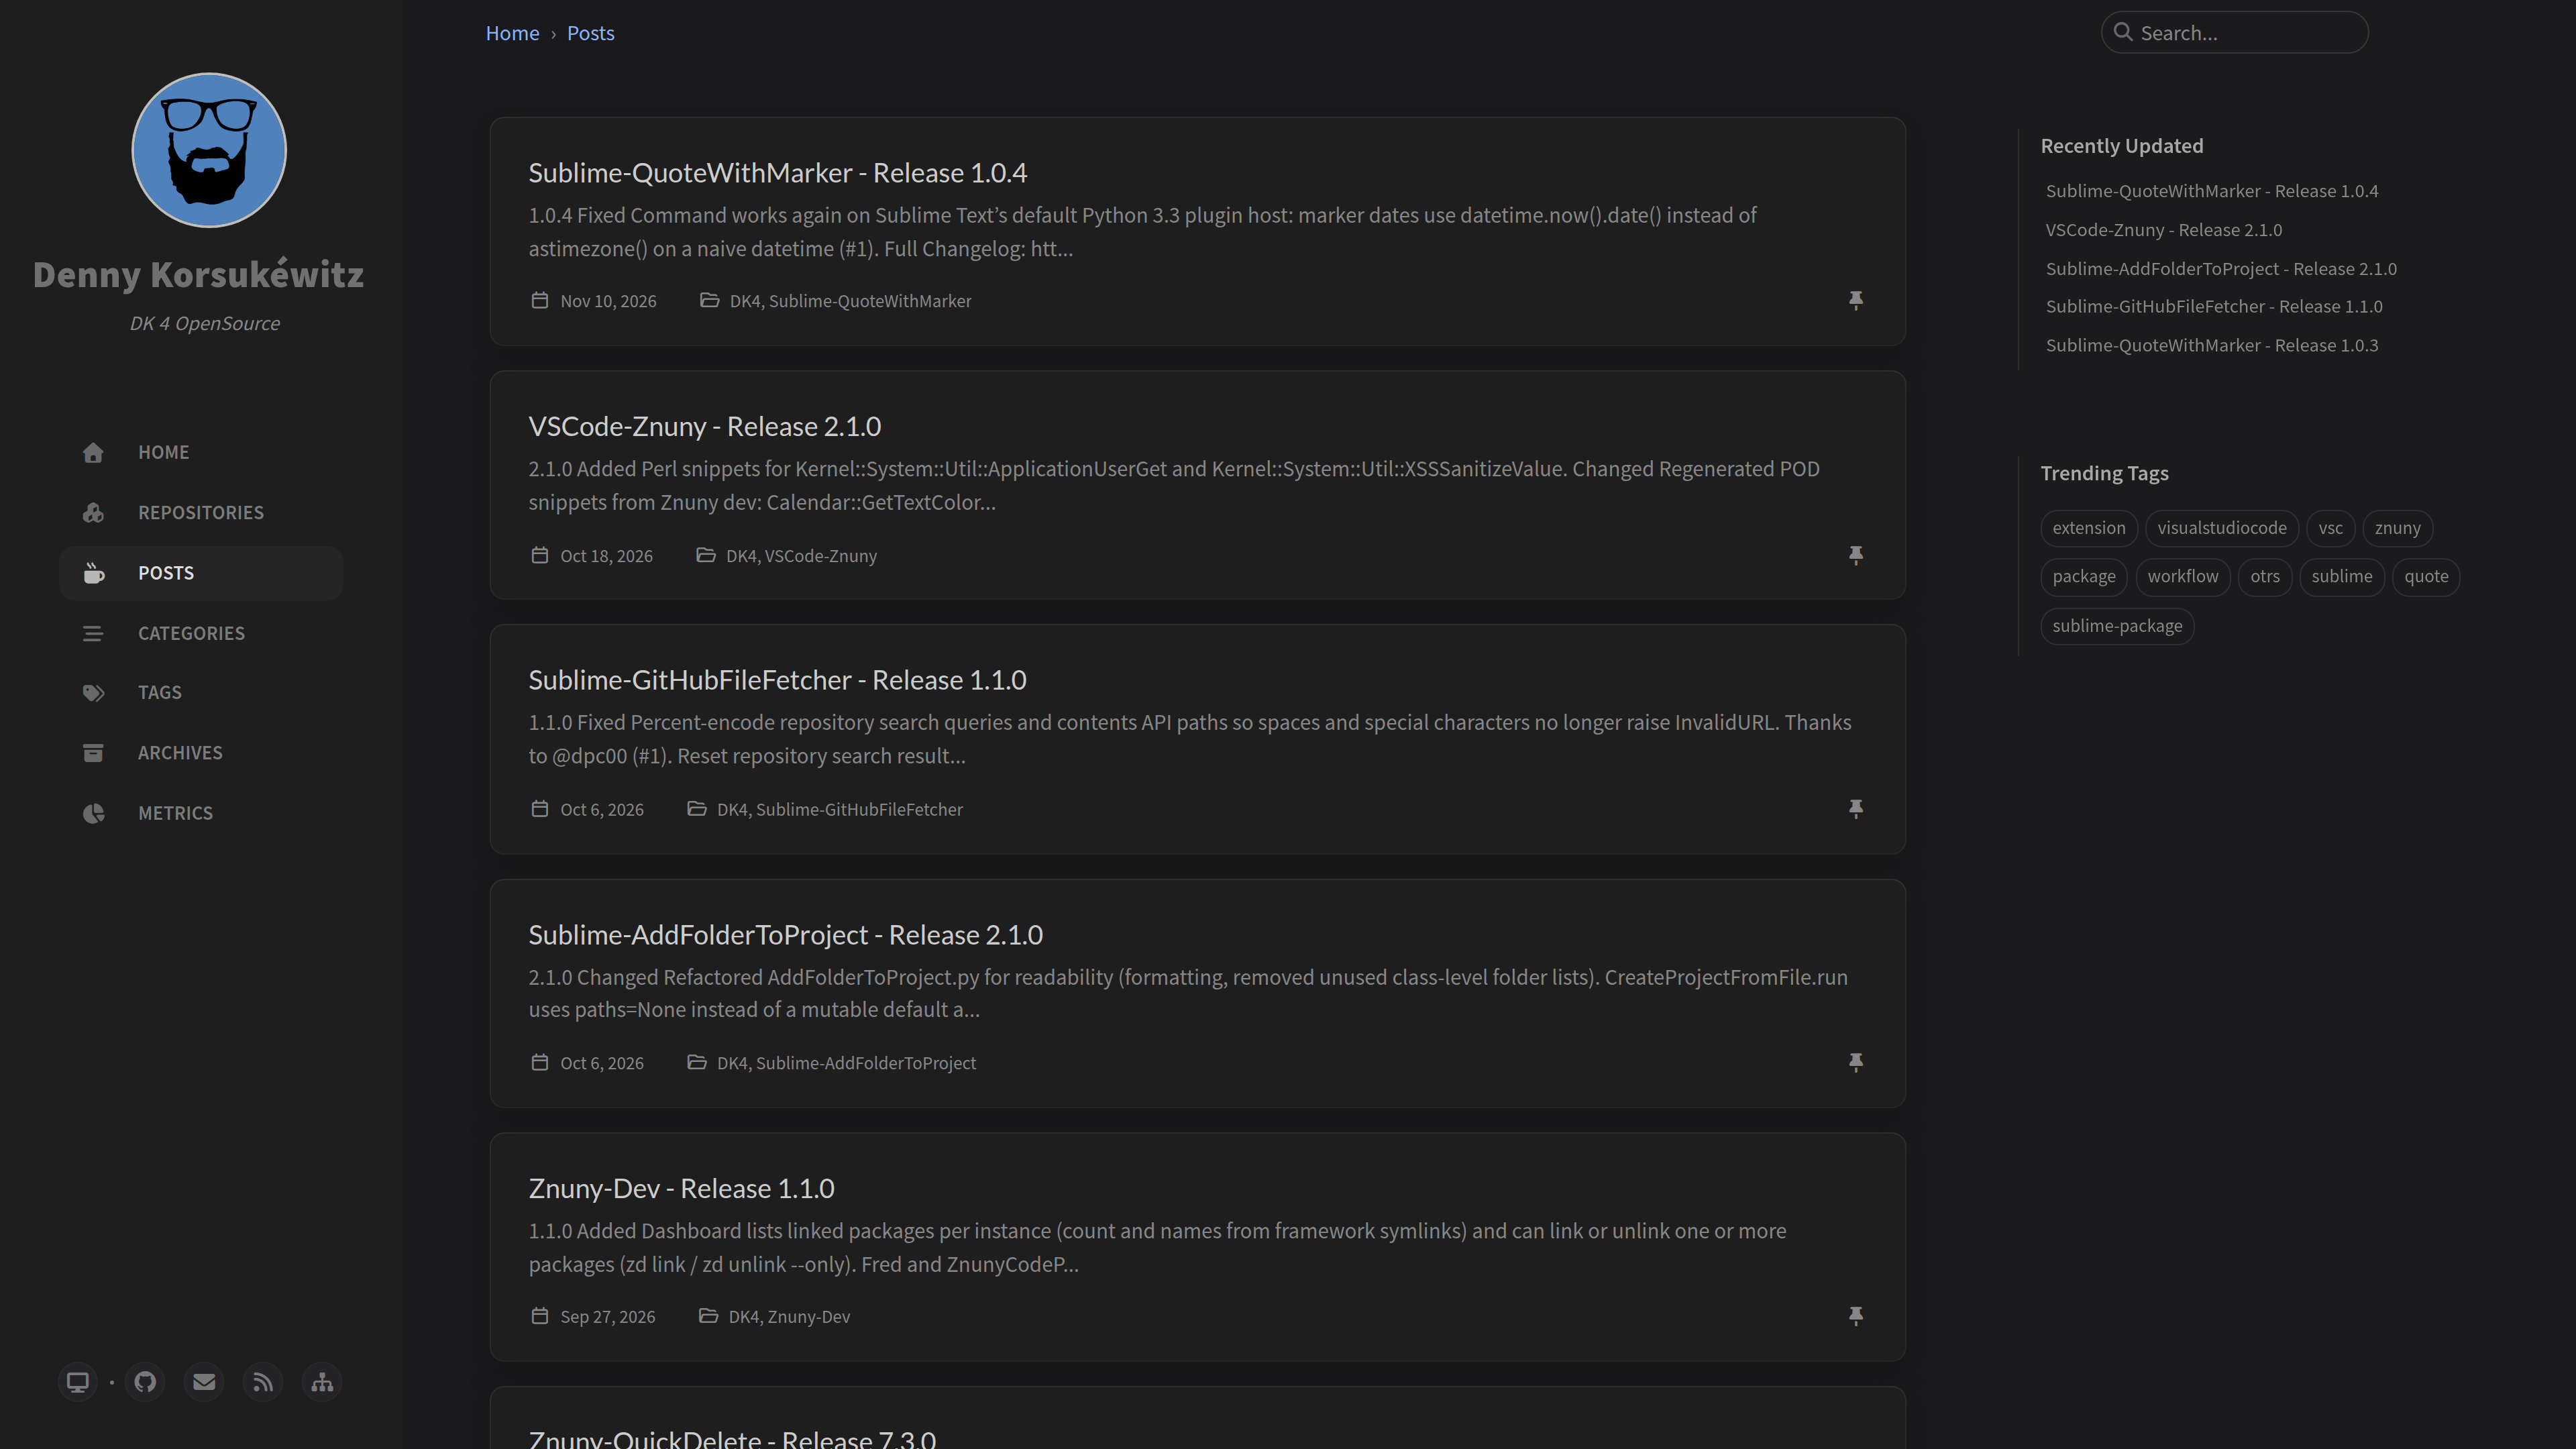 Denny Korsukéwitz
DK 4 OpenSource
HOME
REPOSITORIES
POSTS
CATEGORIES
TAGS
ARCHIVES
METRICS
Home › Posts
Search...
Sublime-QuoteWithMarker - Release 1.0.4
1.0.4 Fixed Command works again on Sublime Text’s default Python 3.3 plugin host: marker dates use datetime.now().date() instead of
astimezone() on a naive datetime (#1). Full Changelog: htt...
Nov 10, 2026 DK4, Sublime-QuoteWithMarker
VSCode-Znuny - Release 2.1.0
2.1.0 Added Perl snippets for Kernel::System::Util::ApplicationUserGet and Kernel::System::Util::XSSSanitizeValue. Changed Regenerated POD
snippets from Znuny dev: Calendar::GetTextColor...
Oct 18, 2026 DK4, VSCode-Znuny
Sublime-GitHubFileFetcher - Release 1.1.0
1.1.0 Fixed Percent-encode repository search queries and contents API paths so spaces and special characters no longer raise InvalidURL. Thanks
to @dpc00 (#1). Reset repository search result...
Oct 6, 2026 DK4, Sublime-GitHubFileFetcher
Sublime-AddFolderToProject - Release 2.1.0
2.1.0 Changed Refactored AddFolderToProject.py for readability (formatting, removed unused class-level folder lists). CreateProjectFromFile.run
uses paths=None instead of a mutable default a...
Oct 6, 2026 DK4, Sublime-AddFolderToProject
Znuny-Dev - Release 1.1.0
1.1.0 Added Dashboard lists linked packages per instance (count and names from framework symlinks) and can link or unlink one or more
packages (zd link / zd unlink --only). Fred and ZnunyCodeP...
Sep 27, 2026 DK4, Znuny-Dev
Znuny-QuickDelete - Release 7.3.0
Recently Updated
Sublime-QuoteWithMarker - Release 1.0.4
VSCode-Znuny - Release 2.1.0
Sublime-AddFolderToProject - Release 2.1.0
Sublime-GitHubFileFetcher - Release 1.1.0
Sublime-QuoteWithMarker - Release 1.0.3
Trending Tags
extension visualstudiocode vsc znuny
package workflow otrs sublime quote
sublime-package